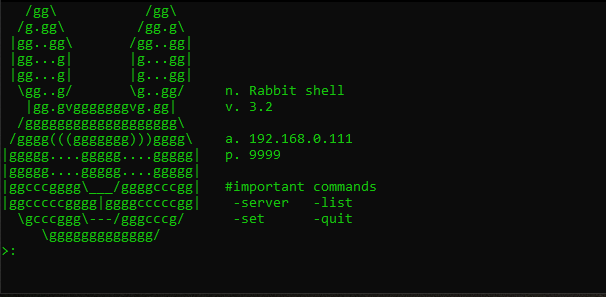 /gg\           /gg\
  /g.gg\         /gg.g\
 |gg..gg\       /gg..gg|
 |gg...g|       |g...gg|
 |gg...g|       |g...gg|
  \gg..g/       \g..gg/     n. Rabbit shell
   |gg.gvgggggggvg.gg|      v. 3.2
  /ggggggggggggggggggg\
 /gggg(((ggggggg)))gggg\    a. 192.168.0.111
|ggggg....ggggg....ggggg|   p. 9999
|ggggg....ggggg....ggggg|
|ggcccgggg\___/ggggcccgg|   #important commands
|ggcccccgggg|ggggcccccgg|    -server   -list
  \gcccggg\---/gggcccg/      -set      -quit
     \ggggggggggggg/
>: